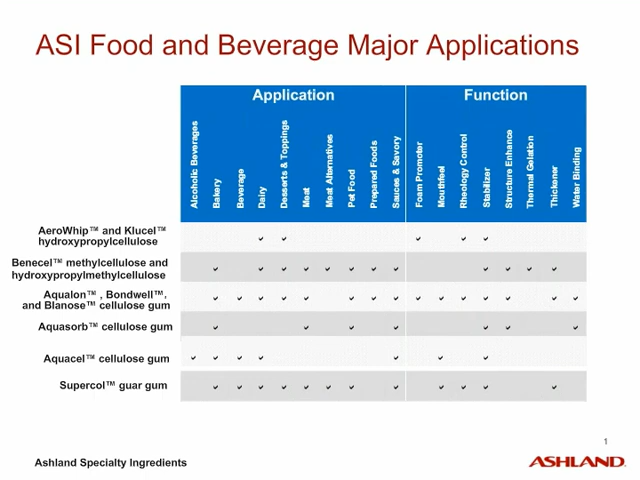 ASI Food and Beverage Major Applications
Application
Function
Alcoholic Beverages
Bakery
Beverage
Dairy
Desserts & Toppings
Meat
Meat Alternatives
Pet Food
Prepared Foods
Sauces & Savory
Foam Promoter
Mouthfeel
Rheology Control
Stabilizer
Structure Enhance
Thermal Gelation
Thickener
Water Binding
AeroWhip™ and Klucel™
hydroxypropylcellulose
Benecel™ methylcellulose and
hydroxypropylmethylcellulose
Aqualon™, Bondwell™,
and Blanose™ cellulose gum
Aquasorb™ cellulose gum
Aquacel™ cellulose gum
Supercol™ guar gum
1
Ashland Specialty Ingredients
ASHLAND